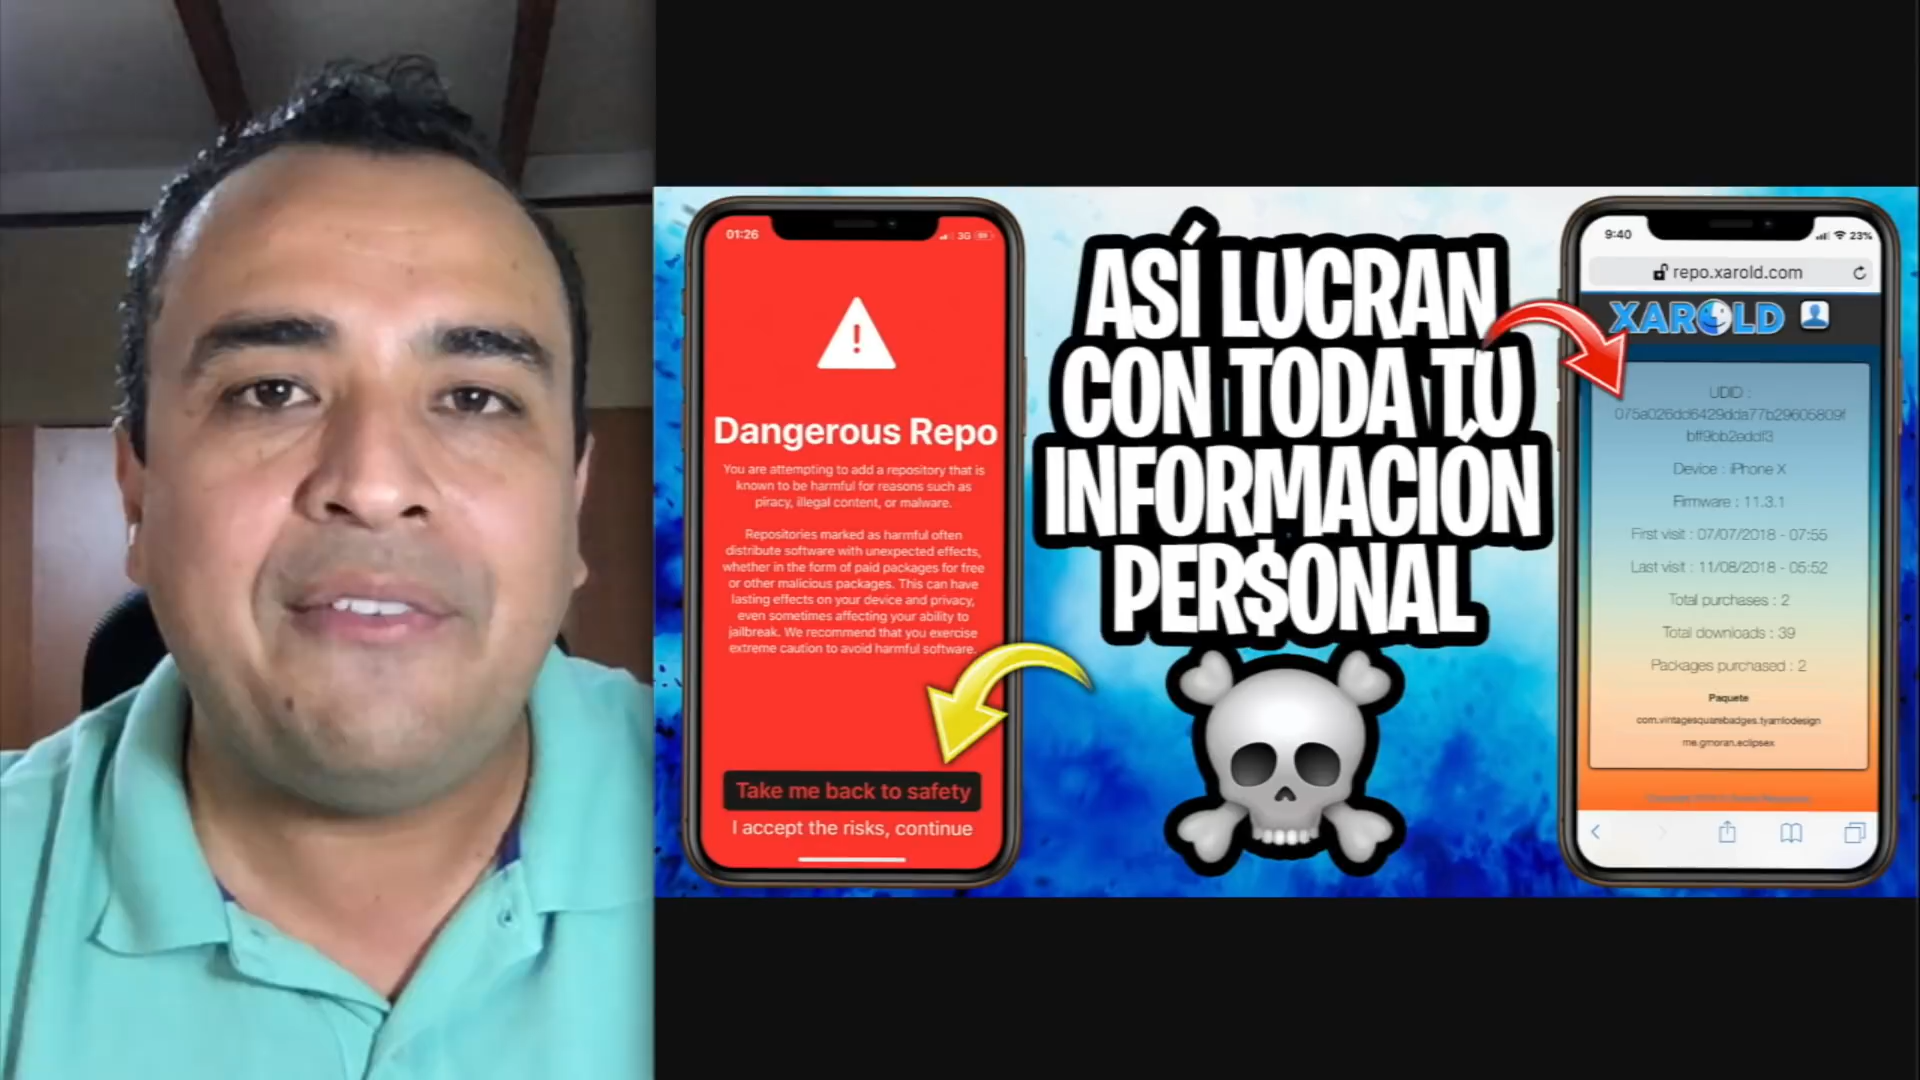 01:26
3G
Dangerous Repo
You are attempting to add a repository that is
known to be harmful for reasons such as
piracy, illegal content, or malware.
Repositories marked as harmful often
distribute software with unexpected effects,
whether in the form of paid packages for free
or other malicious packages. This can have
lasting effects on your device and privacy,
even sometimes affecting your ability to
jailbreak. We recommend that you exercise
extreme caution to avoid harmful software.
Take me back to safety
I accept the risks, continue
ASÍ LUCRAN
CON TODA TU
INFORMACIÓN
PER$ONAL
9:40
23%
repo.xarold.com
XAROLD
UDID :
Device : iPhone X
Firmware : 11.3.1
First visit : 07/07/2018 - 07:55
Last visit : 11/08/2018 - 05:52
Total purchases : 2
Total downloads : 39
Packages purchased : 2
Paquete
com.vintagesquarebadges.tyamlodesign
me.gmoran.eclipsex